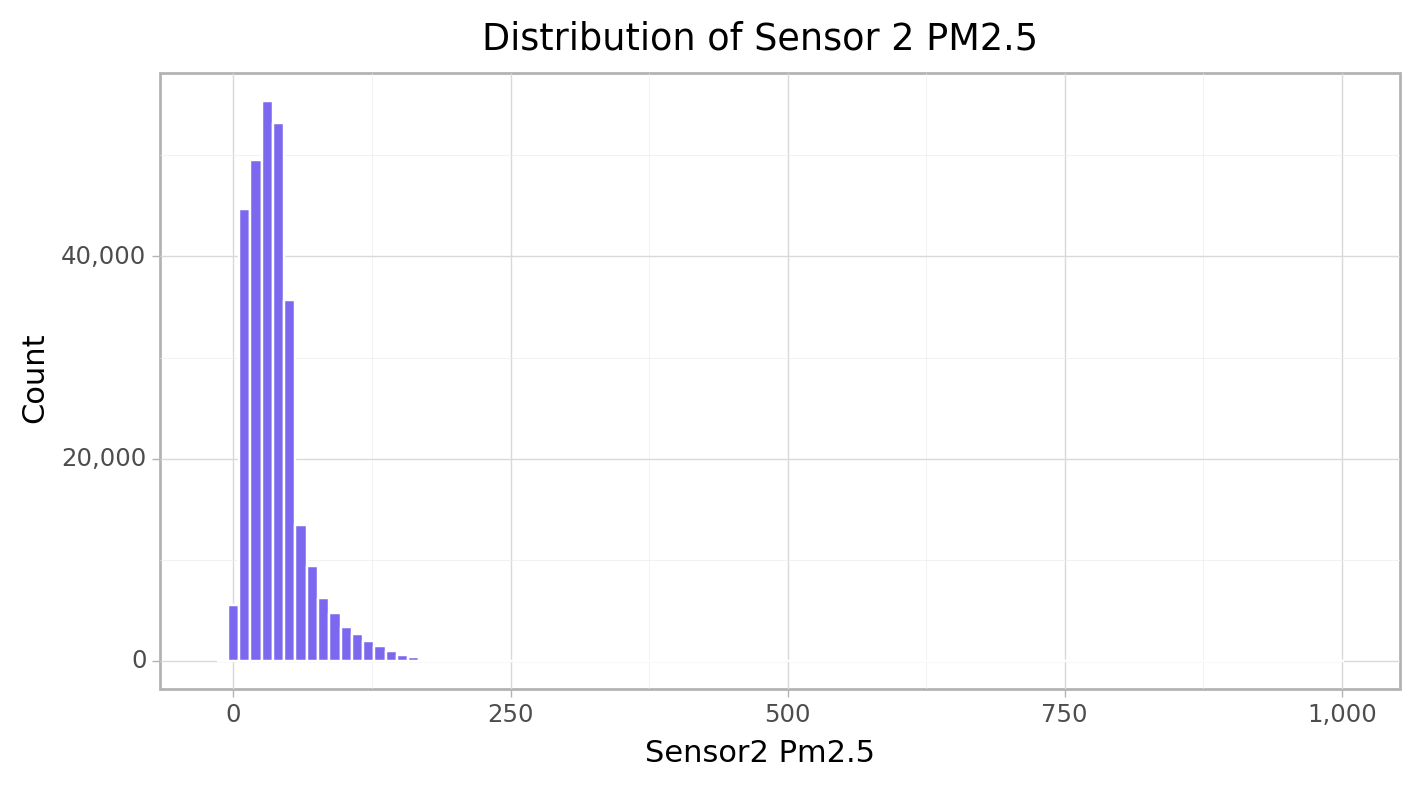 Distribution of Sensor 2 PM2.5
Count
40,000
20,000
0
0 250 500 750 1,000
Sensor2 Pm2.5